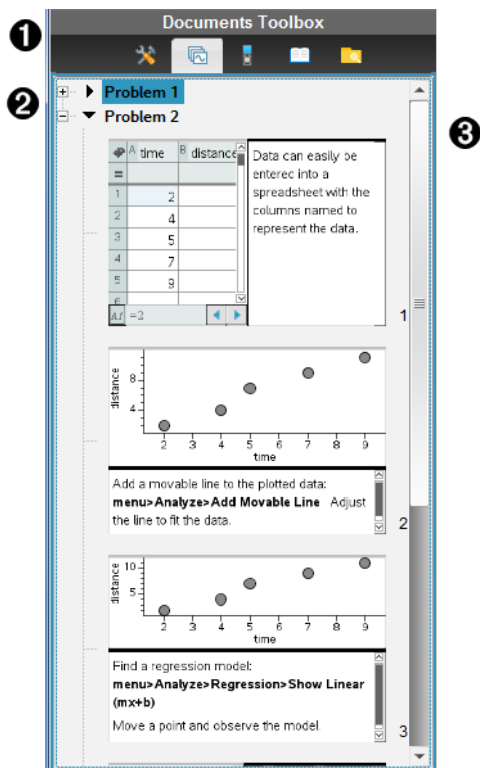 Documents Toolbox
1
2
Problem 1
Problem 2
3
A time B distance
=
1 2
2 4
3 5
4 7
5 9
6
A1 =2
Data can easily be
entered into a
spreadsheet with the
columns named to
represent the data.
1
distance
8
4
2 3 4 5 6 7 8 9
time
Add a movable line to the plotted data:
menu>Analyze>Add Movable Line Adjust
the line to fit the data.
2
distance
10
5
2 3 4 5 6 7 8 9
time
Find a regression model:
menu>Analyze>Regression>Show Linear
(mx+b)
Move a point and observe the model.
3